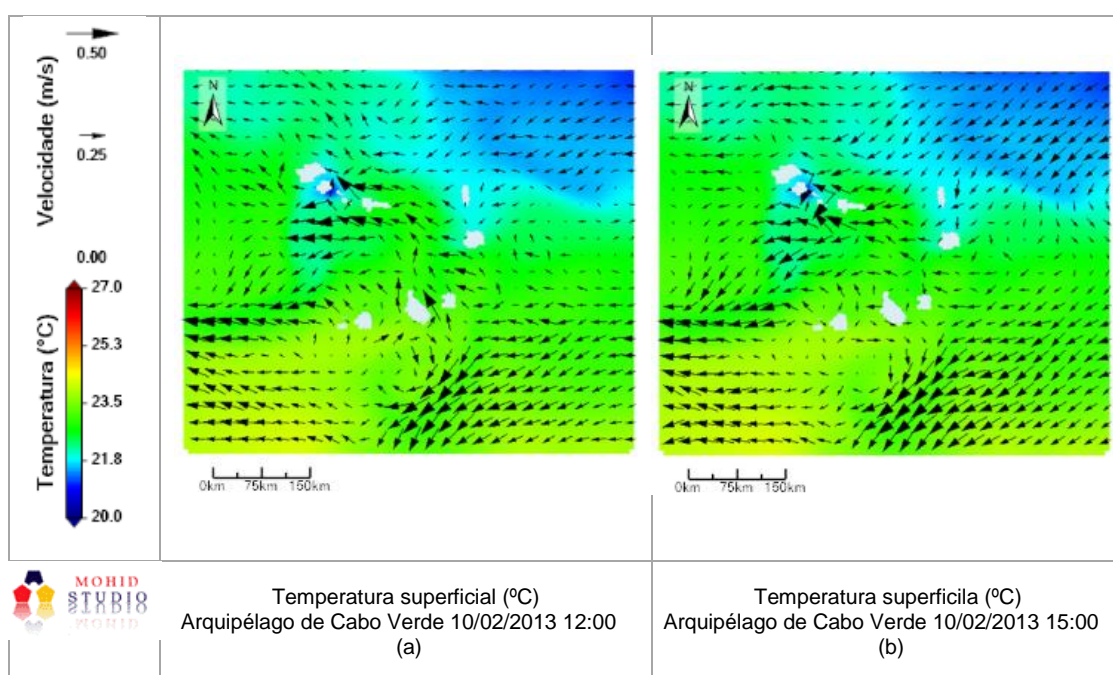 Velocidade (m/s)
0.50
0.25
0.00
Temperatura (°C)
27.0
25.3
23.5
21.8
20.0
N
0km 75km 150km
N
0km 75km 150km
MOHID
STUDIO
Temperatura superficial (ºC)
Arquipélago de Cabo Verde 10/02/2013 12:00
(a)
Temperatura superficila (ºC)
Arquipélago de Cabo Verde 10/02/2013 15:00
(b)